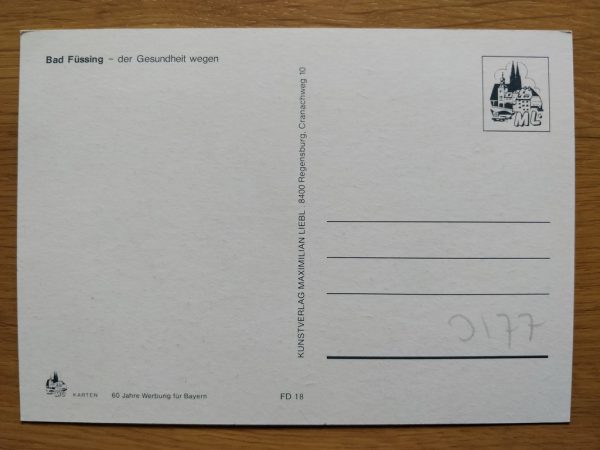 Bad Füssing – der Gesundheit wegen
KUNSTVERLAG MAXIMILIAN LIEBL . 8400 Regensburg, Cranachweg 10
ML
KARTEN 60 Jahre Werbung für Bayern
FD 18